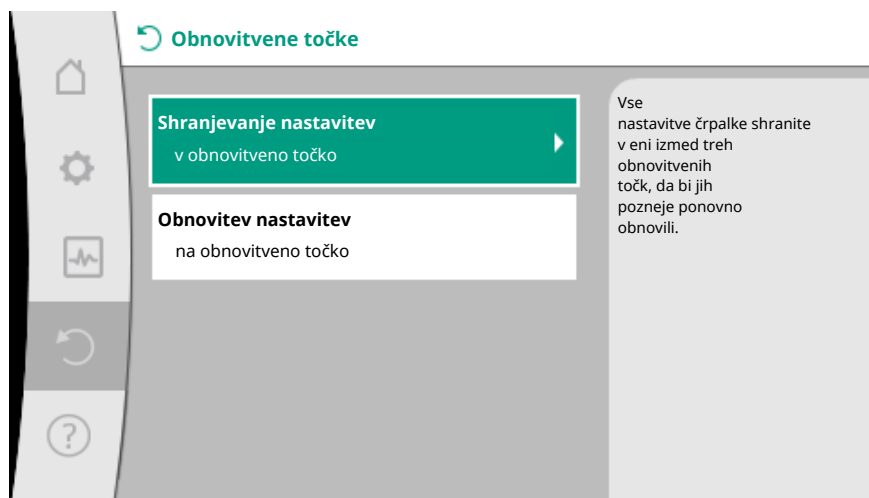 Obnovitvene točke
Shranjevanje nastavitev
v obnovitveno točko
Obnovitev nastavitev
na obnovitveno točko
Vse
nastavitve črpalke shranite
v eni izmed treh
obnovitvenih
točk, da bi jih
pozneje ponovno
obnovili.
?